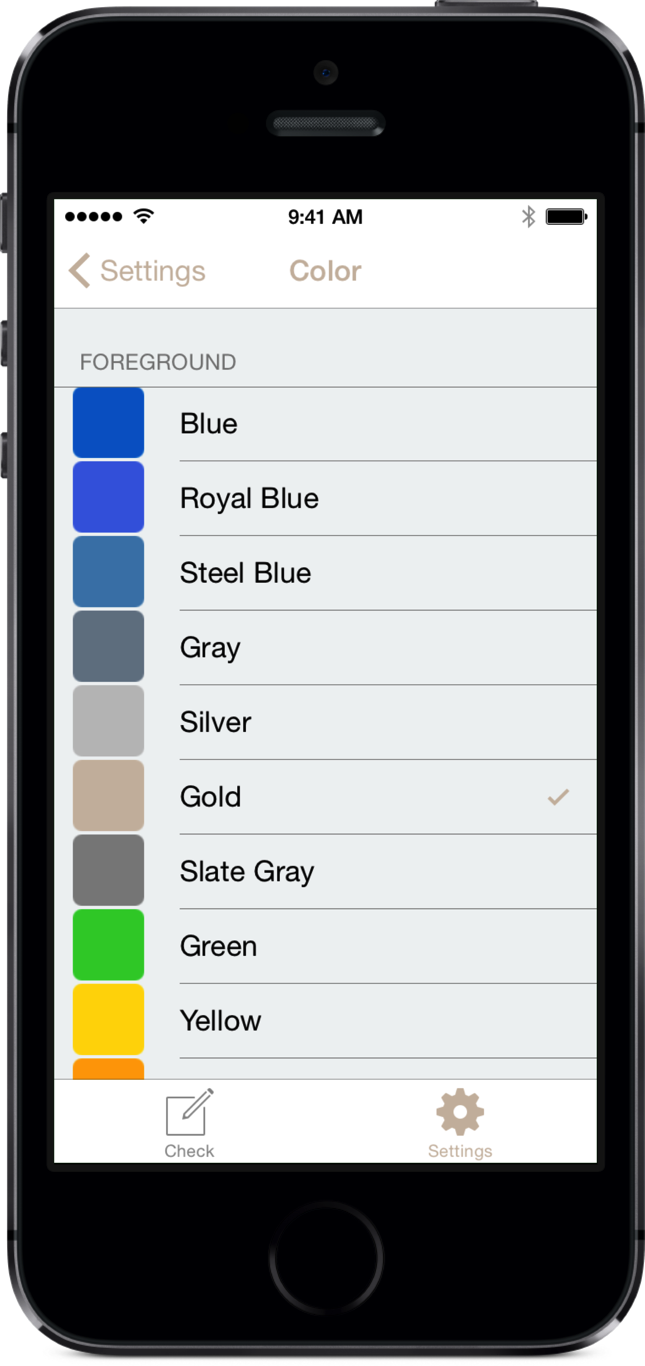 9:41 AM
Settings
Color
FOREGROUND
Blue
Royal Blue
Steel Blue
Gray
Silver
Gold
Slate Gray
Green
Yellow
Check
Settings